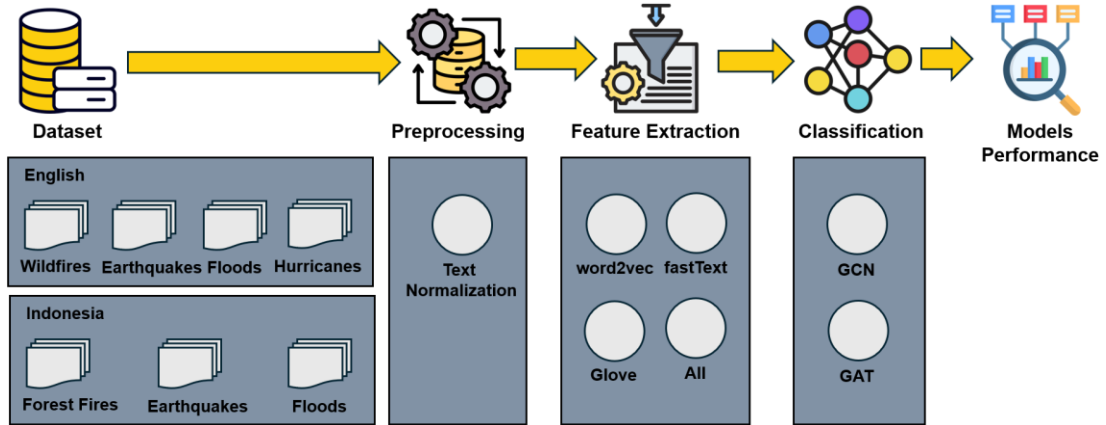 Dataset
Preprocessing
Feature Extraction
Classification
Models
Performance
English
Wildfires
Earthquakes
Floods
Hurricanes
Indonesia
Forest Fires
Earthquakes
Floods
Text
Normalization
word2vec
fastText
Glove
All
GCN
GAT